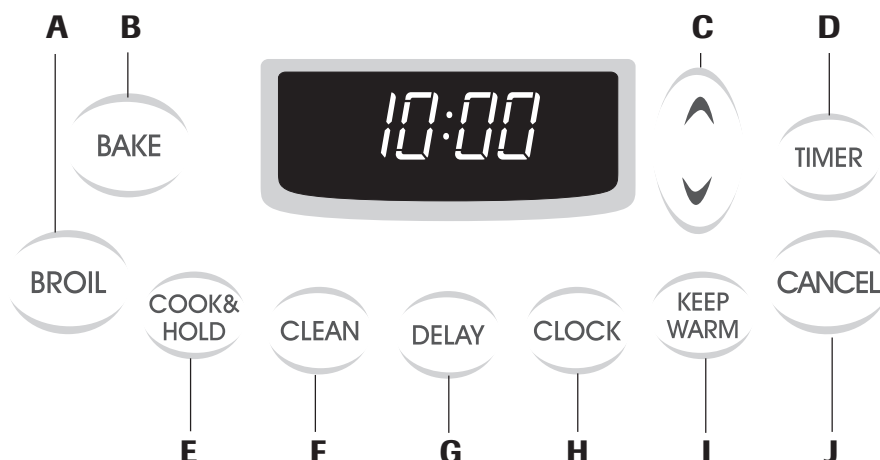 A
B
C
D
10:00
BAKE
TIMER
BROIL
CANCEL
COOK&
HOLD
CLEAN
DELAY
CLOCK
KEEP
WARM
E
F
G
H
I
J